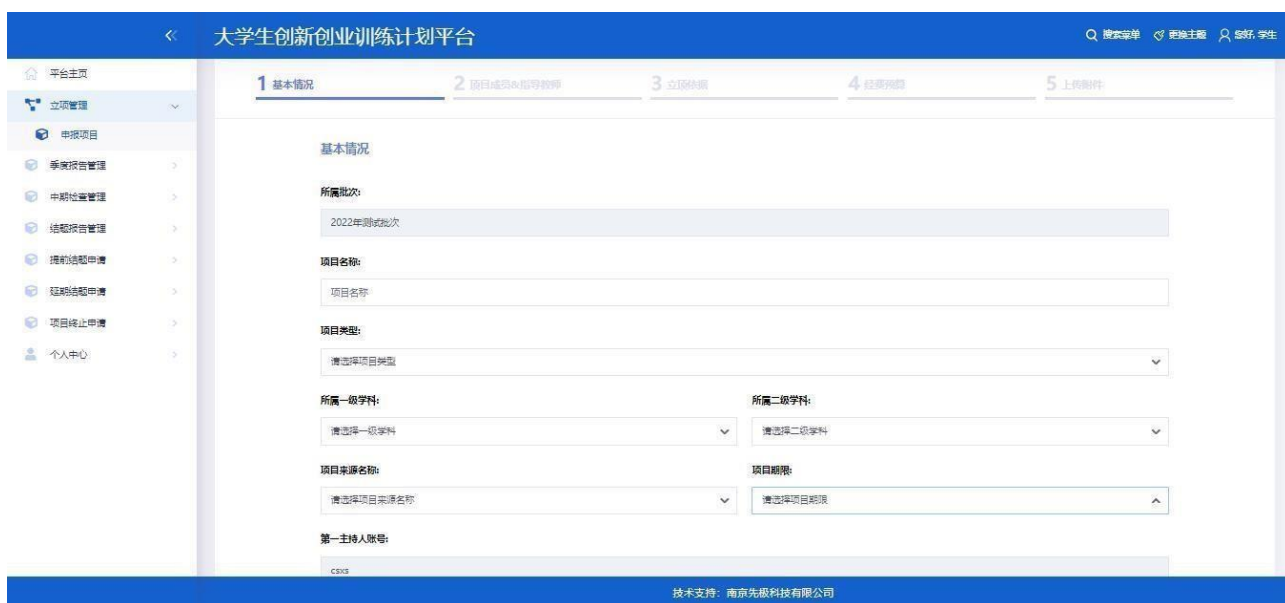 大学生创新创业训练计划平台
搜索菜单 更换主题 您好, 学生
平台主页
立项管理
申报项目
季度报告管理
中期检查管理
结题报告管理
提前结题申请
延期结题申请
项目终止申请
个人中心
1 基本情况 2 项目成员&指导教师 3 立项依据 4 经费预算 5 上传附件
基本情况
所属批次:
2022年测试批次
项目名称:
项目名称
项目类型:
请选择项目类型
所属一级学科: 所属二级学科:
请选择一级学科 请选择二级学科
项目来源名称: 项目期限:
请选择项目来源名称 请选择项目期限
第一主持人账号:
csxs
技术支持：南京先极科技有限公司